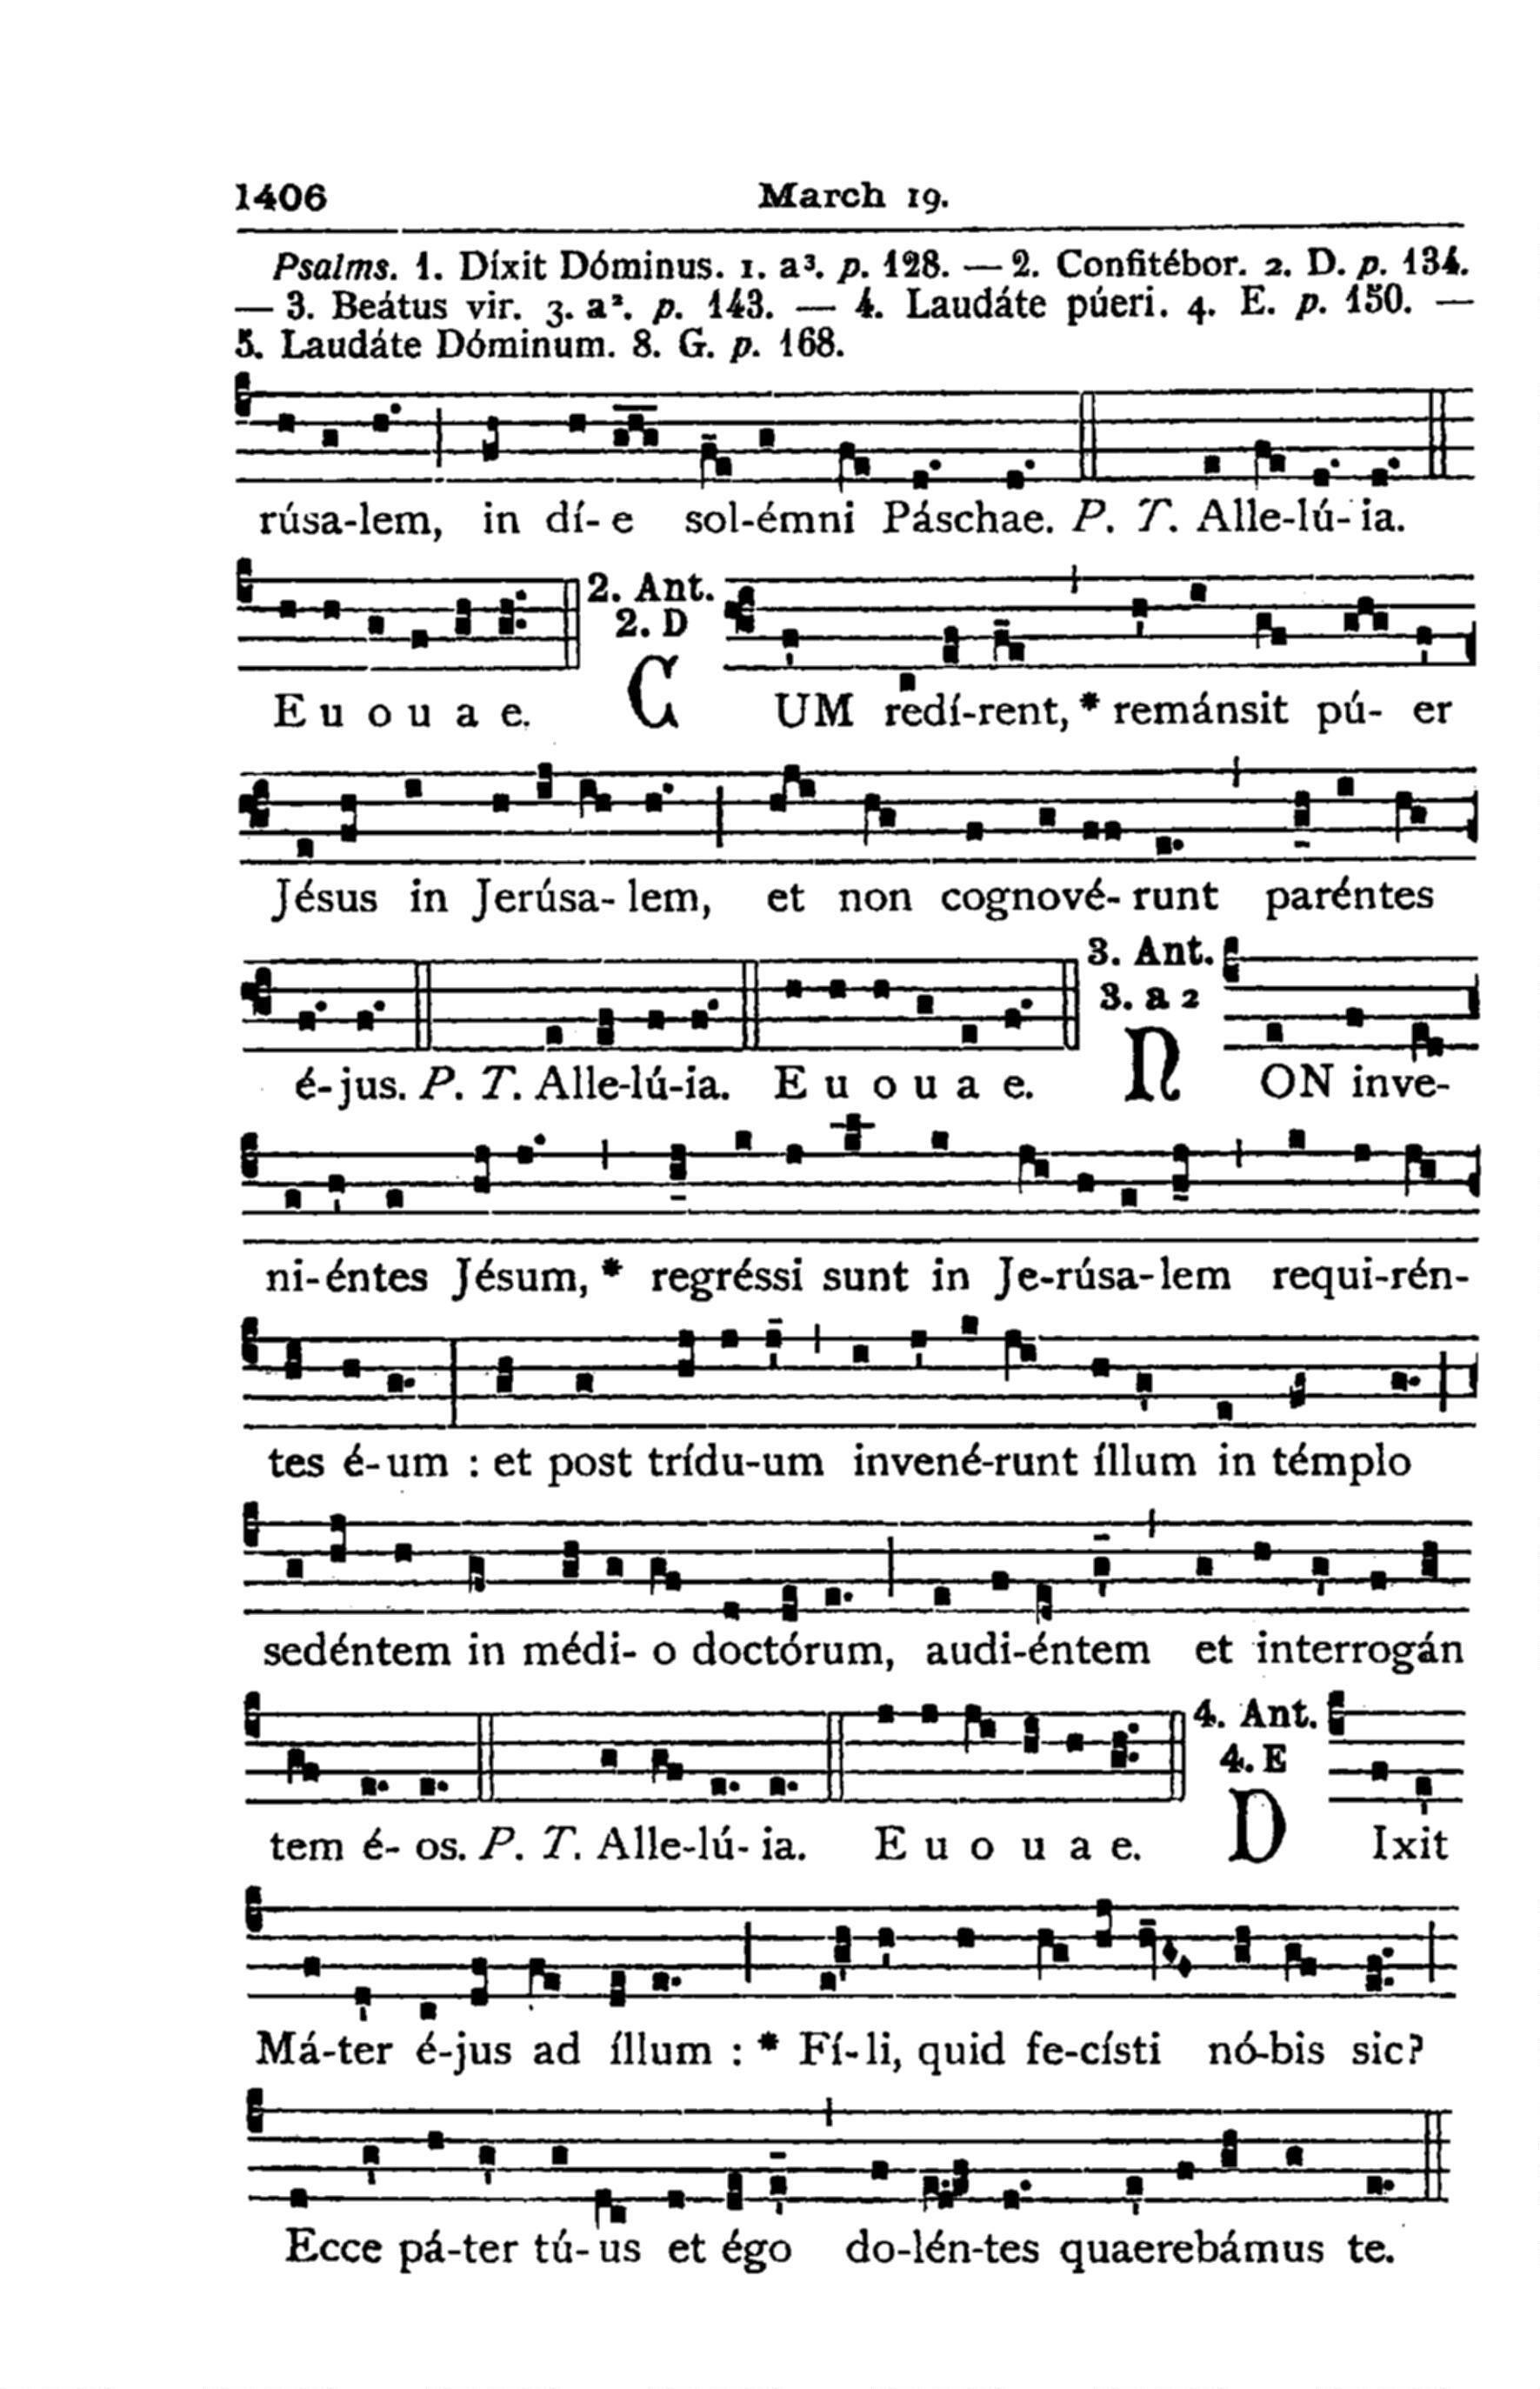 1406 March 19.
Psalms. 1. Díxit Dóminus. 1. a³. p. 128. — 2. Confitébor. 2. D. p. 134.
— 3. Beátus vir. 3. a². p. 143. — 4. Laudáte púeri. 4. E. p. 150. —
5. Laudáte Dóminum. 8. G. p. 168.
rúsa-lem, in dí- e sol-émni Páschae. P. T. Alle-lú- ia.
2. Ant.
2. D
E u o u a e. C UM redí-rent, * remánsit pú- er
Jésus in Jerúsa- lem, et non cognové- runt paréntes
3. Ant.
3. a 2
é-jus. P. T. Alle-lú-ia. E u o u a e. N ON inve-
ni-éntes Jésum, * regréssi sunt in Je-rúsa-lem requi-rén-
tes é-um : et post trídu-um invené-runt íllum in témplo
sedéntem in médi- o doctórum, audi-éntem et interrogán
4. Ant.
4. E
tem é- os. P. T. Alle-lú- ia. E u o u a e. D Ixit
Má-ter é-jus ad íllum : * Fí-li, quid fe-císti nó-bis sic?
Ecce pá-ter tú- us et égo do-lén-tes quaerebámus te.